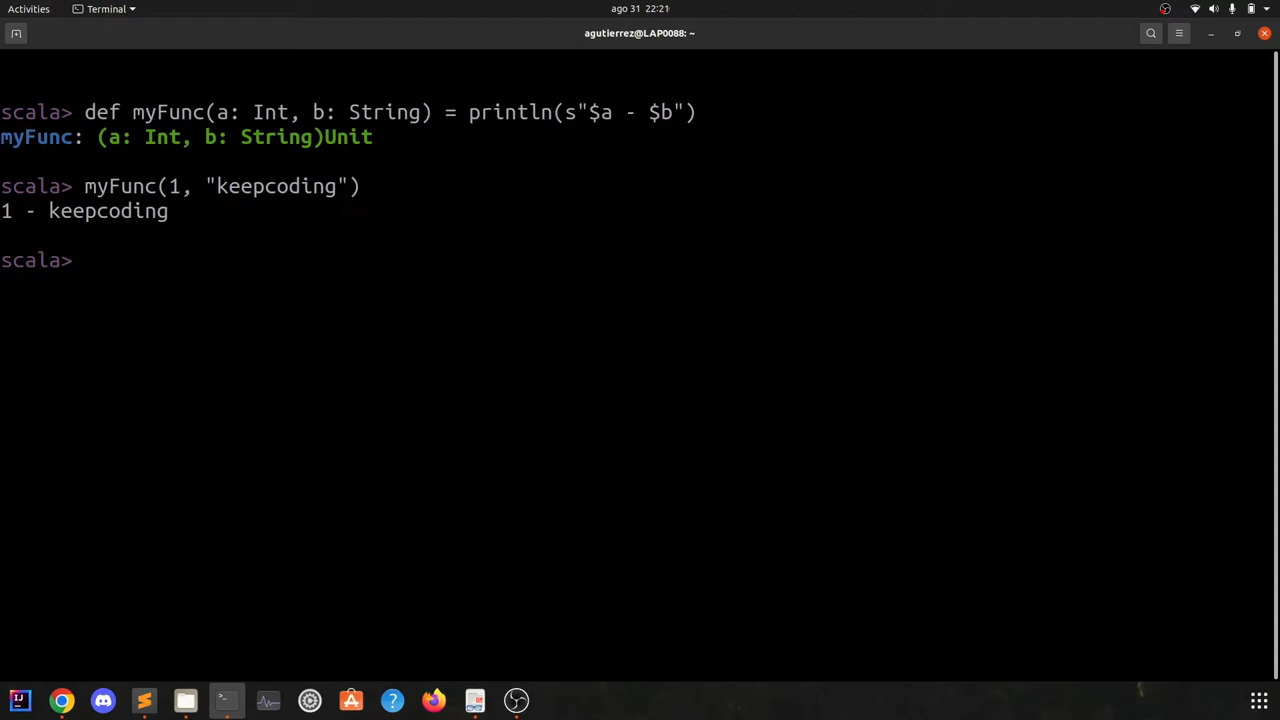 Activities
Terminal
ago 31 22:21
agutierrez@LAP0088: ~
scala> def myFunc(a: Int, b: String) = println(s"$a - $b")
myFunc: (a: Int, b: String)Unit
scala> myFunc(1, "keepcoding")
1 - keepcoding
scala>